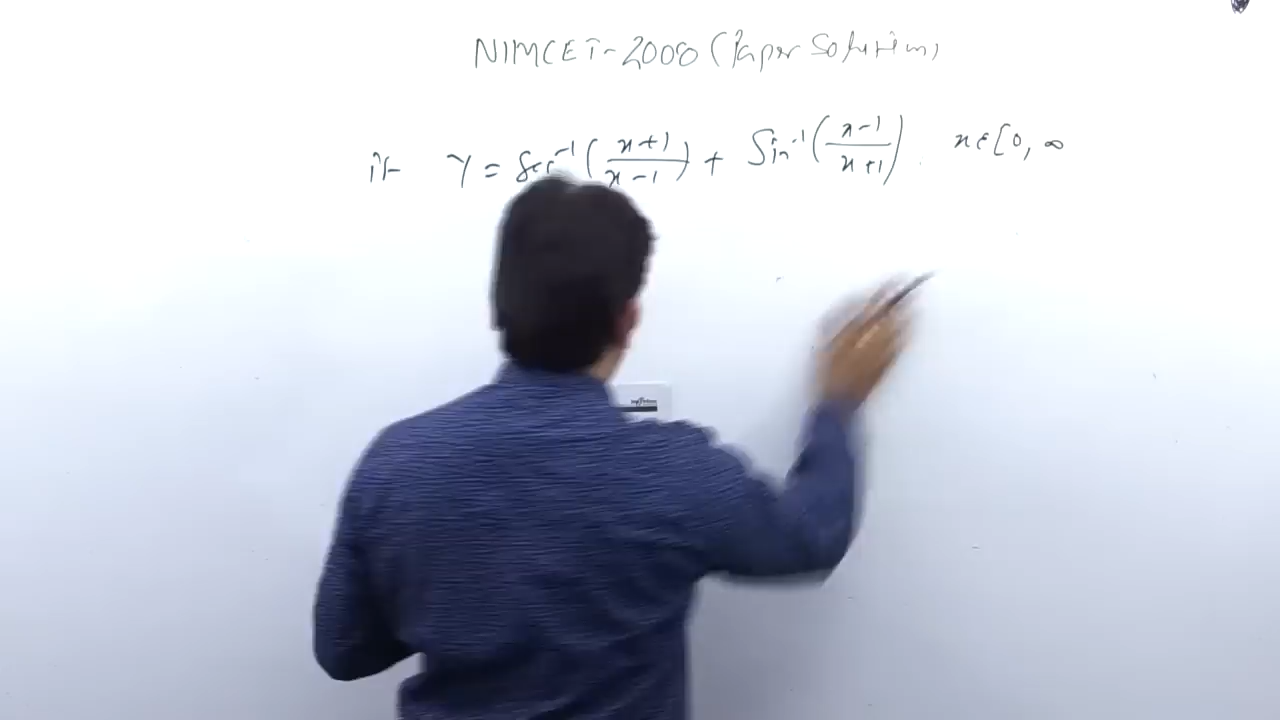 NIMCET-2008 (Paper Solution)
if y = Sec⁻¹((x+1)/(x-1)) + Sin⁻¹((x-1)/(x+1)) . x ∈ [0, ∞